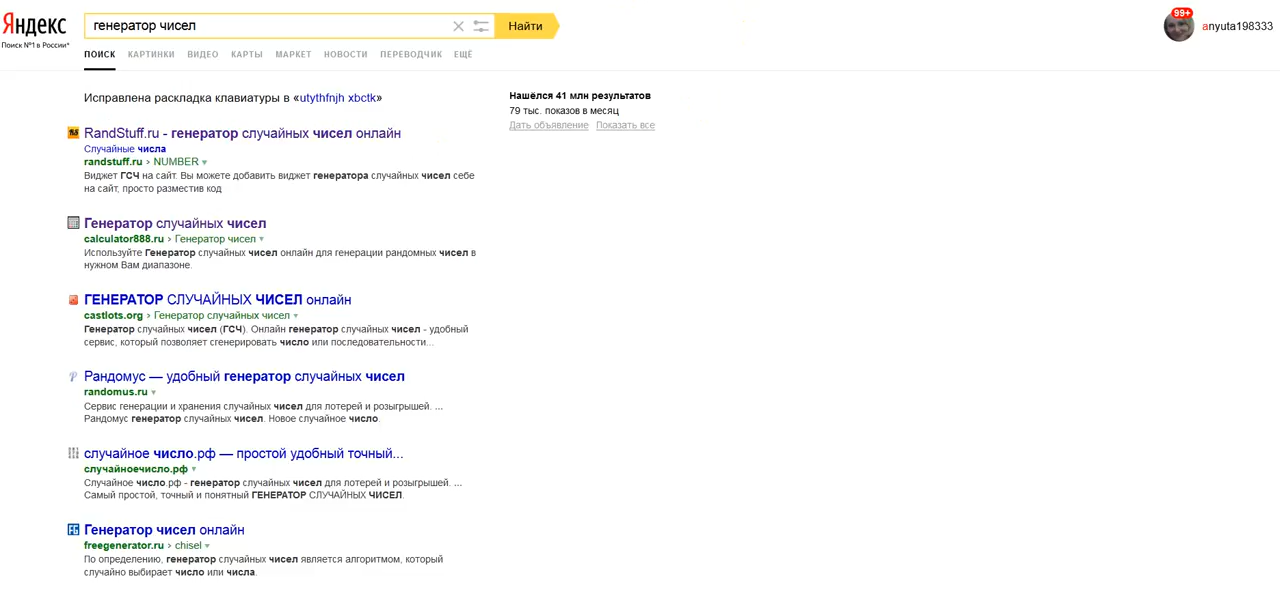 Яндекс
Поиск №1 в России*
генератор чисел
Найти
99+
anyuta198333
ПОИСК КАРТИНКИ ВИДЕО КАРТЫ МАРКЕТ НОВОСТИ ПЕРЕВОДЧИК ЕЩЁ
Исправлена раскладка клавиатуры в «utythfnjh xbctk»
Нашёлся 41 млн результатов
79 тыс. показов в месяц
Дать объявление Показать все
RandStuff.ru - генератор случайных чисел онлайн
Случайные числа
randstuff.ru › NUMBER
Виджет ГСЧ на сайт. Вы можете добавить виджет генератора случайных чисел себе
на сайт, просто разместив код
Генератор случайных чисел
calculator888.ru › Генератор чисел
Используйте Генератор случайных чисел онлайн для генерации рандомных чисел в
нужном Вам диапазоне.
ГЕНЕРАТОР СЛУЧАЙНЫХ ЧИСЕЛ онлайн
castlots.org › Генератор случайных чисел
Генератор случайных чисел (ГСЧ). Онлайн генератор случайных чисел - удобный
сервис, который позволяет сгенерировать число или последовательности...
Рандомус — удобный генератор случайных чисел
randomus.ru
Сервис генерации и хранения случайных чисел для лотерей и розыгрышей. ...
Рандомус генератор случайных чисел. Новое случайное число.
случайное число.рф — простой удобный точный...
случайноечисло.рф
Случайное число.рф - генератор случайных чисел для лотерей и розыгрышей. ...
Самый простой, точный и понятный ГЕНЕРАТОР СЛУЧАЙНЫХ ЧИСЕЛ.
Генератор чисел онлайн
freegenerator.ru › chisel
По определению, генератор случайных чисел является алгоритмом, который
случайно выбирает число или числа.